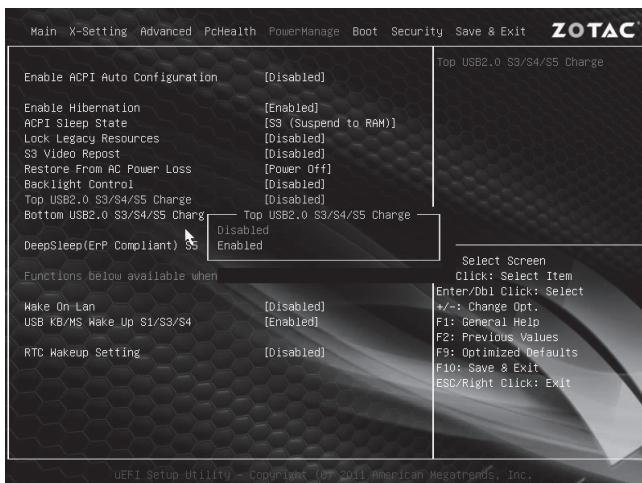 Main X-Setting Advanced PcHealth PowerManage Boot Security Save & Exit ZOTAC
Top USB2.0 S3/S4/S5 Charge
Enable ACPI Auto Configuration [Disabled]
Enable Hibernation [Enabled]
ACPI Sleep State [S3 (Suspend to RAM)]
Lock Legacy Resources [Disabled]
S3 Video Repost [Disabled]
Restore From AC Power Loss [Power Off]
Backlight Control [Disabled]
Top USB2.0 S3/S4/S5 Charge [Disabled]
Bottom USB2.0 S3/S4/S5 Charg
Top USB2.0 S3/S4/S5 Charge
Disabled
Enabled
DeepSleep(ErP Compliant) S5
Functions below available when
Wake On Lan [Disabled]
USB KB/MS Wake Up S1/S3/S4 [Enabled]
RTC Wakeup Setting [Disabled]
Select Screen
Click: Select Item
Enter/Dbl Click: Select
+/-: Change Opt.
F1: General Help
F2: Previous Values
F9: Optimized Defaults
F10: Save & Exit
ESC/Right Click: Exit
uEFI Setup Utility - Copyright (C) 2011 American Megatrends, Inc.